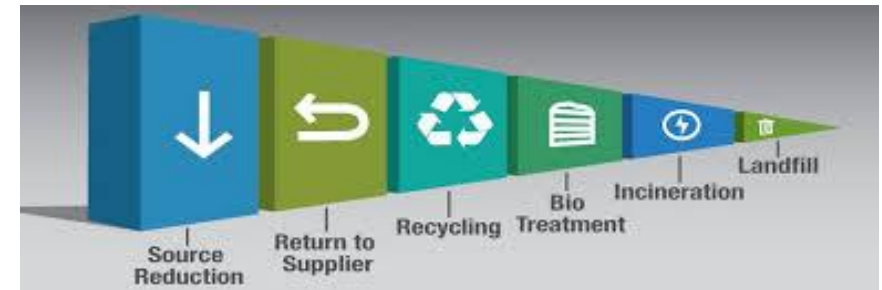 Source
Reduction
Return to
Supplier
Recycling
Bio
Treatment
Incineration
Landfill